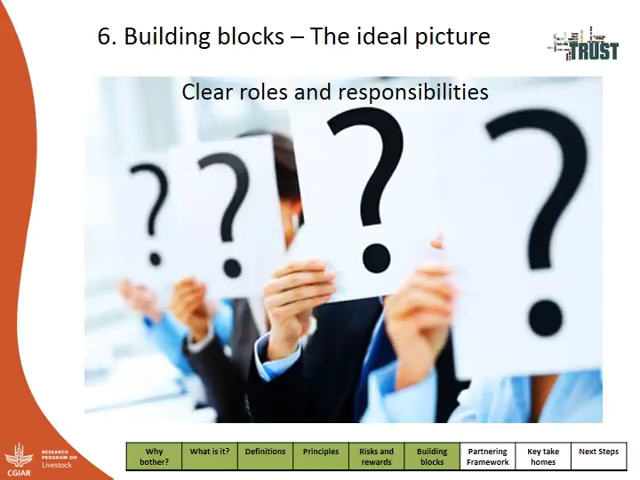 6. Building blocks – The ideal picture
TRUST
Clear roles and responsibilities
? ? ? ?
CGIAR
RESEARCH
PROGRAM ON
Livestock
Why bother?
What is it?
Definitions
Principles
Risks and rewards
Building blocks
Partnering Framework
Key take homes
Next Steps